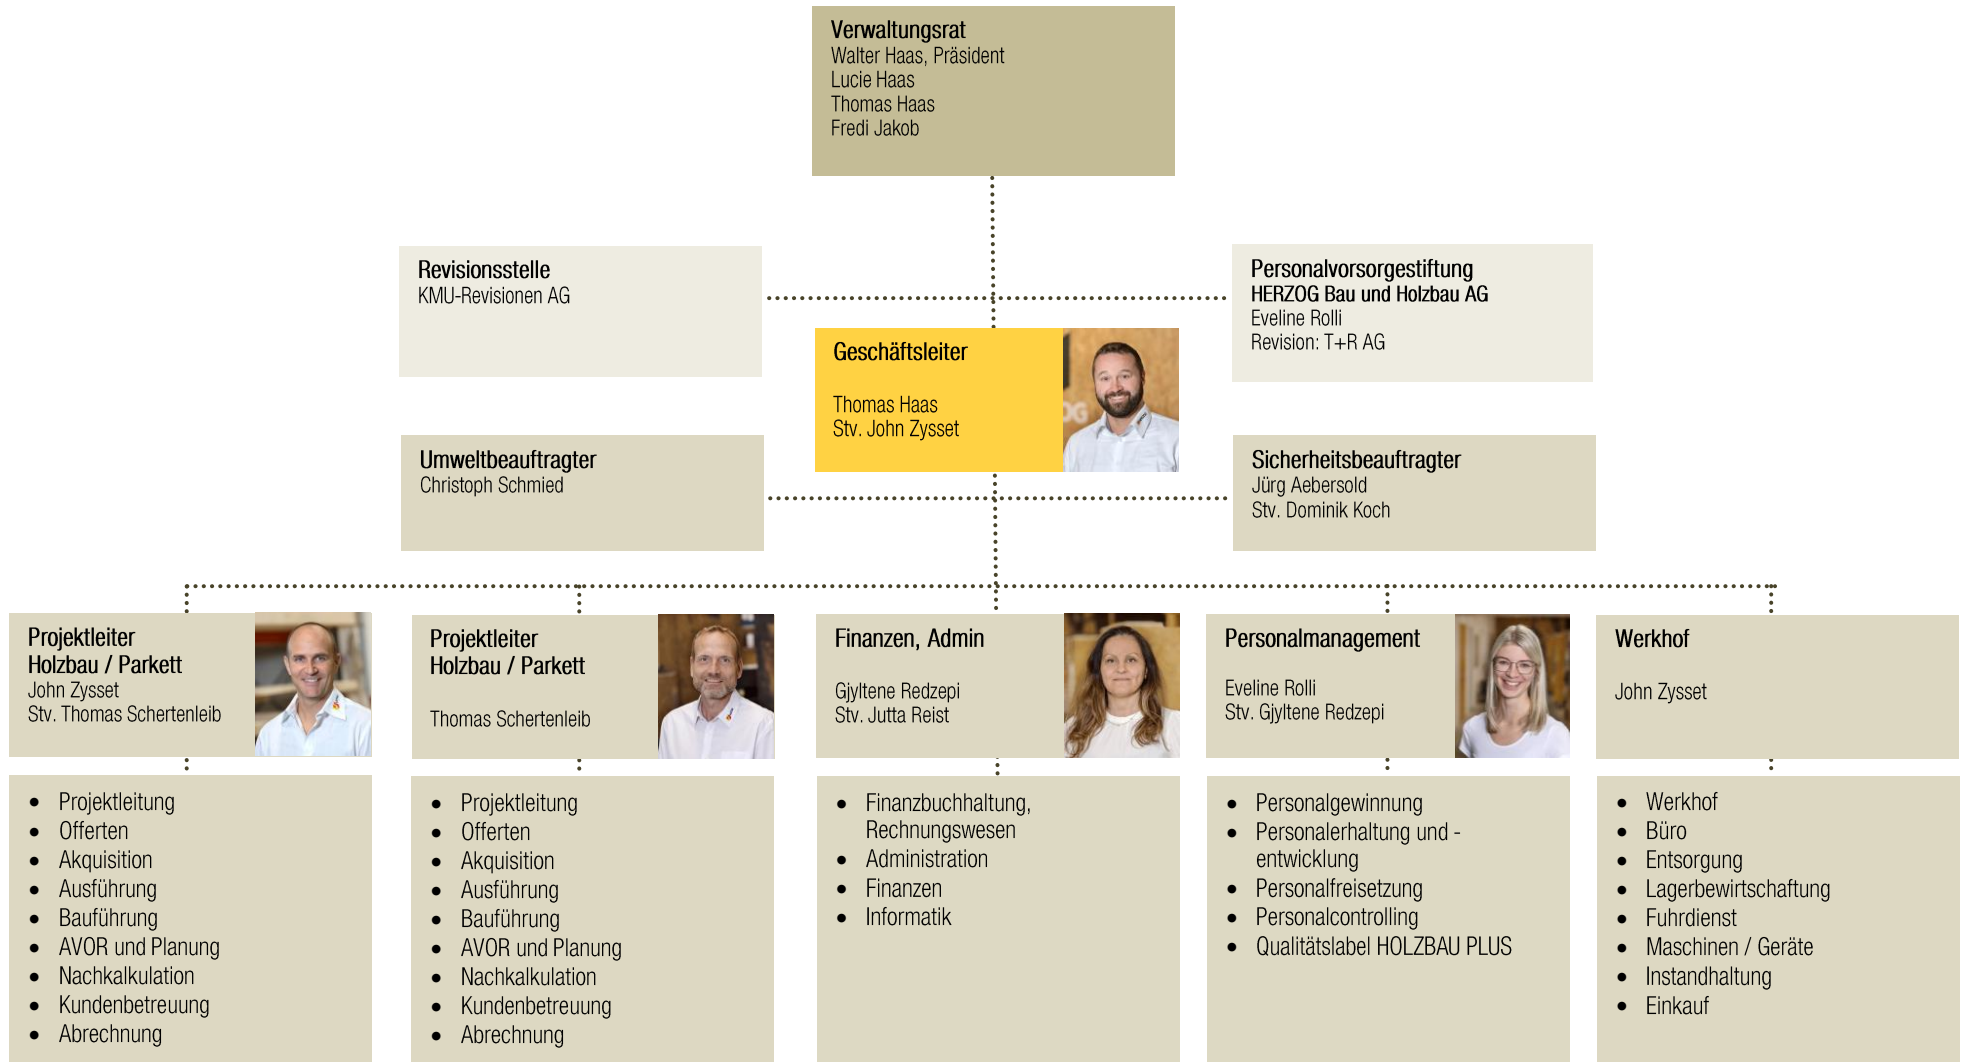 Verwaltungsrat
Walter Haas, Präsident
Lucie Haas
Thomas Haas
Fredi Jakob
Revisionsstelle
KMU-Revisionen AG
Personalvorsorgestiftung
HERZOG Bau und Holzbau AG
Eveline Rolli
Revision: T+R AG
Geschäftsleiter
Thomas Haas
Stv. John Zysset
Umweltbeauftragter
Christoph Schmied
Sicherheitsbeauftragter
Jürg Aebersold
Stv. Dominik Koch
Projektleiter
Holzbau / Parkett
John Zysset
Stv. Thomas Schertenleib
Projektleiter
Holzbau / Parkett
Thomas Schertenleib
Finanzen, Admin
Gjyltene Redzepi
Stv. Jutta Reist
Personalmanagement
Eveline Rolli
Stv. Gjyltene Redzepi
Werkhof
John Zysset
• Projektleitung
• Offerten
• Akquisition
• Ausführung
• Bauführung
• AVOR und Planung
• Nachkalkulation
• Kundenbetreuung
• Abrechnung
• Projektleitung
• Offerten
• Akquisition
• Ausführung
• Bauführung
• AVOR und Planung
• Nachkalkulation
• Kundenbetreuung
• Abrechnung
• Finanzbuchhaltung,
Rechnungswesen
• Administration
• Finanzen
• Informatik
• Personalgewinnung
• Personalerhaltung und -
entwicklung
• Personalfreisetzung
• Personalcontrolling
• Qualitätslabel HOLZBAU PLUS
• Werkhof
• Büro
• Entsorgung
• Lagerbewirtschaftung
• Fuhrdienst
• Maschinen / Geräte
• Instandhaltung
• Einkauf